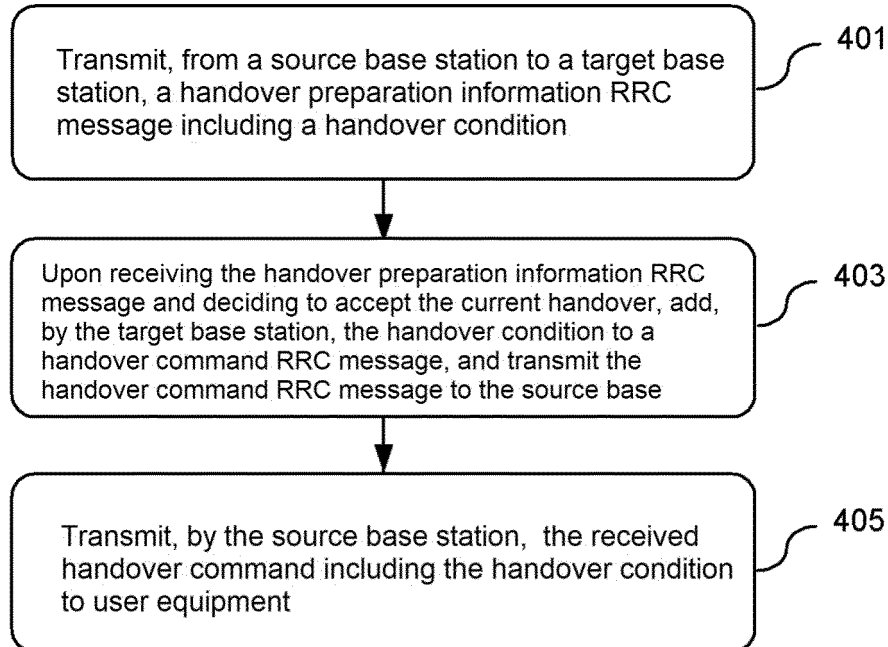 Transmit, from a source base station to a target base
station, a handover preparation information RRC
message including a handover condition
401
Upon receiving the handover preparation information RRC
message and deciding to accept the current handover, add,
by the target base station, the handover condition to a
handover command RRC message, and transmit the
handover command RRC message to the source base
403
Transmit, by the source base station, the received
handover command including the handover condition
to user equipment
405